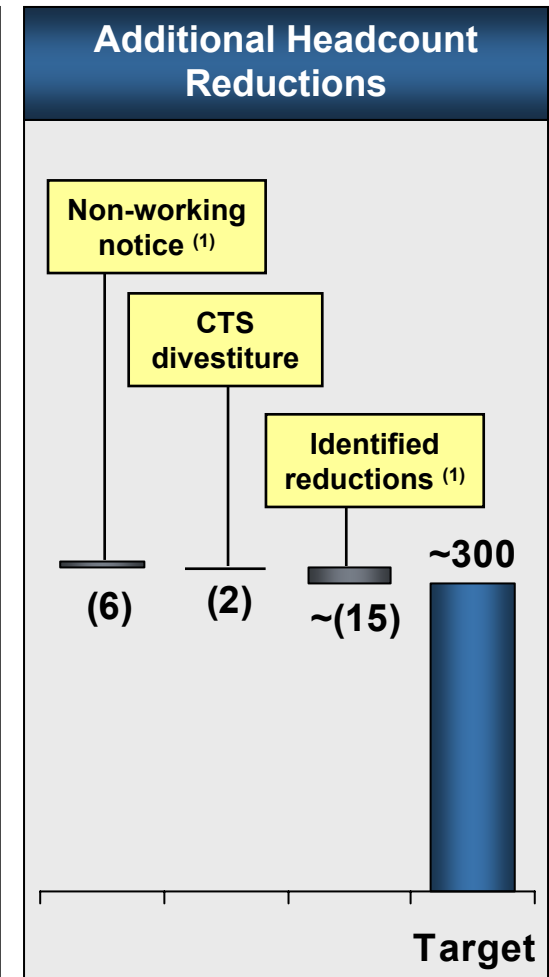 Additional Headcount
Reductions
Non-working
notice (1)
CTS
divestiture
Identified
reductions (1)
~300
(6)
(2)
~(15)
Target